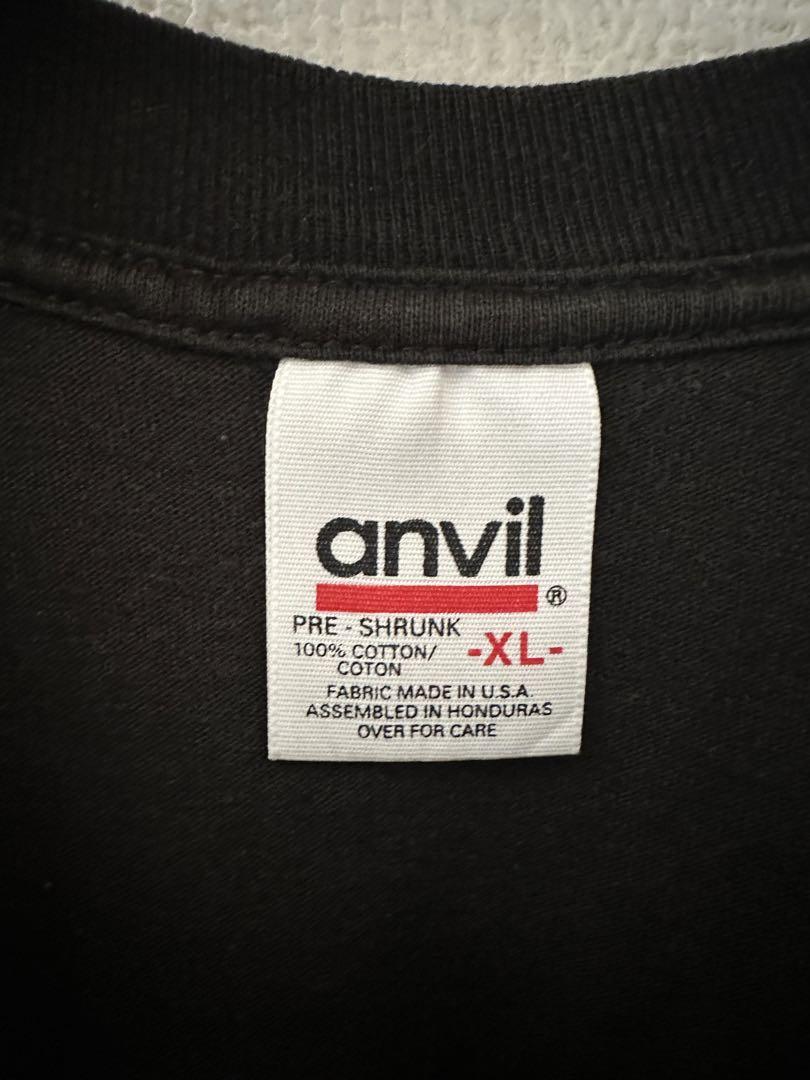 anvil®
PRE - SHRUNK
100% COTTON/
COTON
-XL-
FABRIC MADE IN U.S.A.
ASSEMBLED IN HONDURAS
OVER FOR CARE